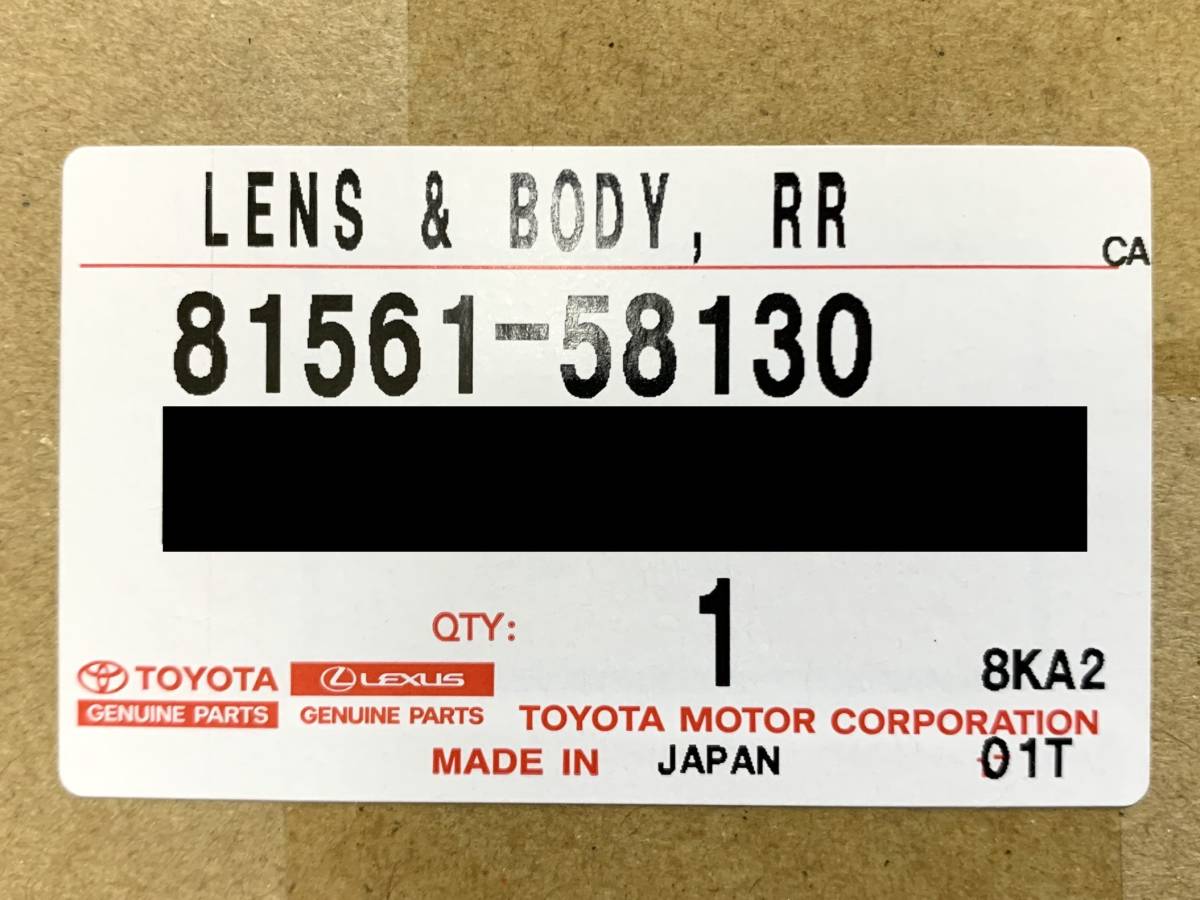 LENS & BODY, RR
CA
81561-58130
QTY: 1
8KA2
TOYOTA LEXUS
GENUINE PARTS GENUINE PARTS TOYOTA MOTOR CORPORATION
MADE IN JAPAN 01T